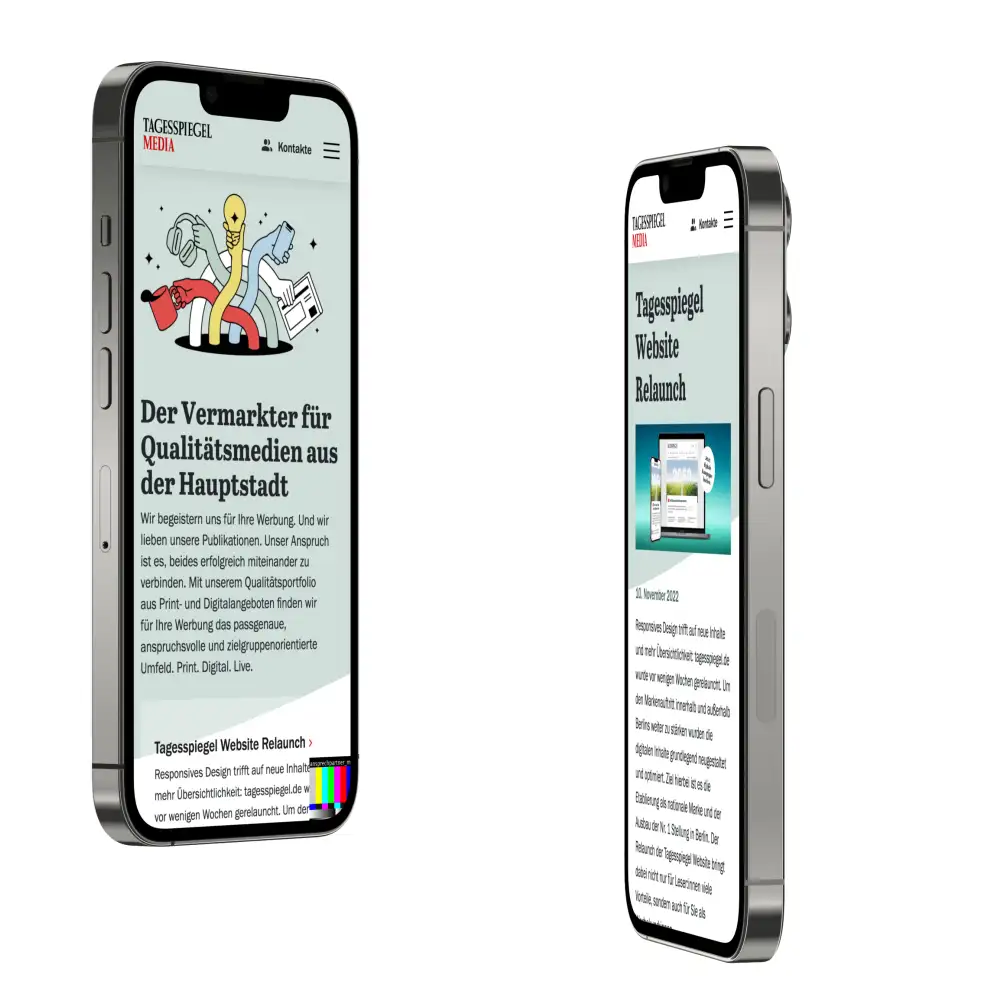 TAGESSPIEGEL
MEDIA
Kontakte
Der Vermarkter für
Qualitätsmedien aus
der Hauptstadt
Wir begeistern uns für Ihre Werbung. Und wir
lieben unsere Publikationen. Unser Anspruch
ist es, beides erfolgreich miteinander zu
verbinden. Mit unserem Qualitätsportfolio
aus Print- und Digitalangeboten finden wir
für Ihre Werbung das passgenaue,
anspruchsvolle und zielgruppenorientierte
Umfeld. Print. Digital. Live.
Tagesspiegel Website Relaunch ›
Responsives Design trifft auf neue Inhalte
mehr Übersichtlichkeit: tagesspiegel.de w
vor wenigen Wochen gerelauncht. Um der
ansprechpartner_m
TAGESSPIEGEL
MEDIA
Kontakte
Tagesspiegel
Website
Relaunch
10. November 2022
Responsives Design trifft auf neue Inhalte
und mehr Übersichtlichkeit: tagesspiegel.de
wurde vor wenigen Wochen gerelauncht. Um
den Markenauftritt innerhalb und außerhalb
Berlins weiter zu stärken wurden die
digitalen Inhalte grundlegend neugestaltet
und optimiert. Ziel hierbei ist es die
Etablierung als nationale Marke und der
Ausbau der Nr. 1 Stellung in Berlin. Der
Relaunch der Tagesspiegel Website bringt
dabei nicht nur für Leser:innen viele
Vorteile, sondern auch für Sie als